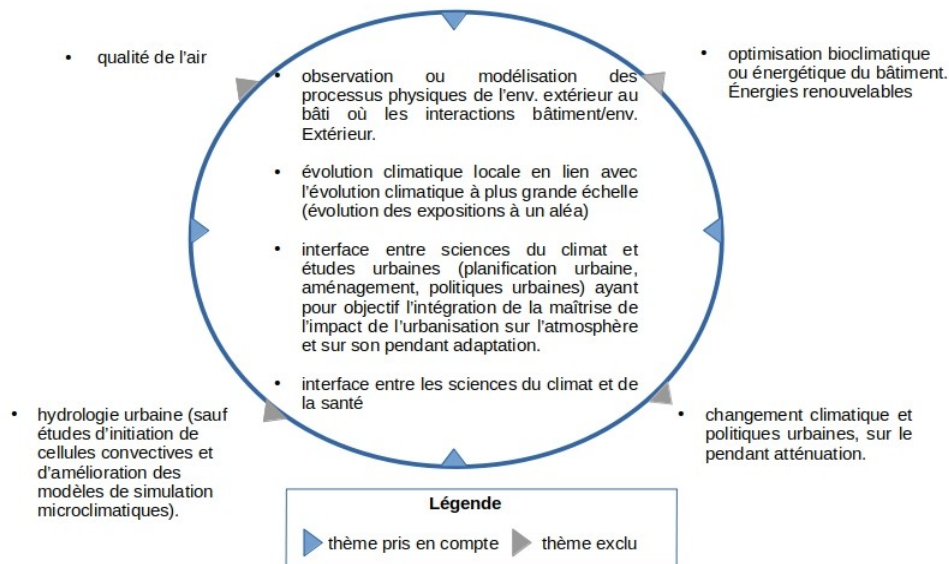 • qualité de l'air
• optimisation bioclimatique
ou énergétique du bâtiment.
Énergies renouvelables
• observation ou modélisation des
processus physiques de l'env. extérieur au
bâti où les interactions bâtiment/env.
Extérieur.
• évolution climatique locale en lien avec
l'évolution climatique à plus grande échelle
(évolution des expositions à un aléa)
• interface entre sciences du climat et
études urbaines (planification urbaine,
aménagement, politiques urbaines) ayant
pour objectif l'intégration de la maîtrise de
l'impact de l'urbanisation sur l'atmosphère
et sur son pendant adaptation.
• interface entre les sciences du climat et de
la santé
• hydrologie urbaine (sauf
études d'initiation de
cellules convectives et
d'amélioration des
modèles de simulation
microclimatiques).
• changement climatique et
politiques urbaines, sur le
pendant atténuation.
Légende
thème pris en compte
thème exclu